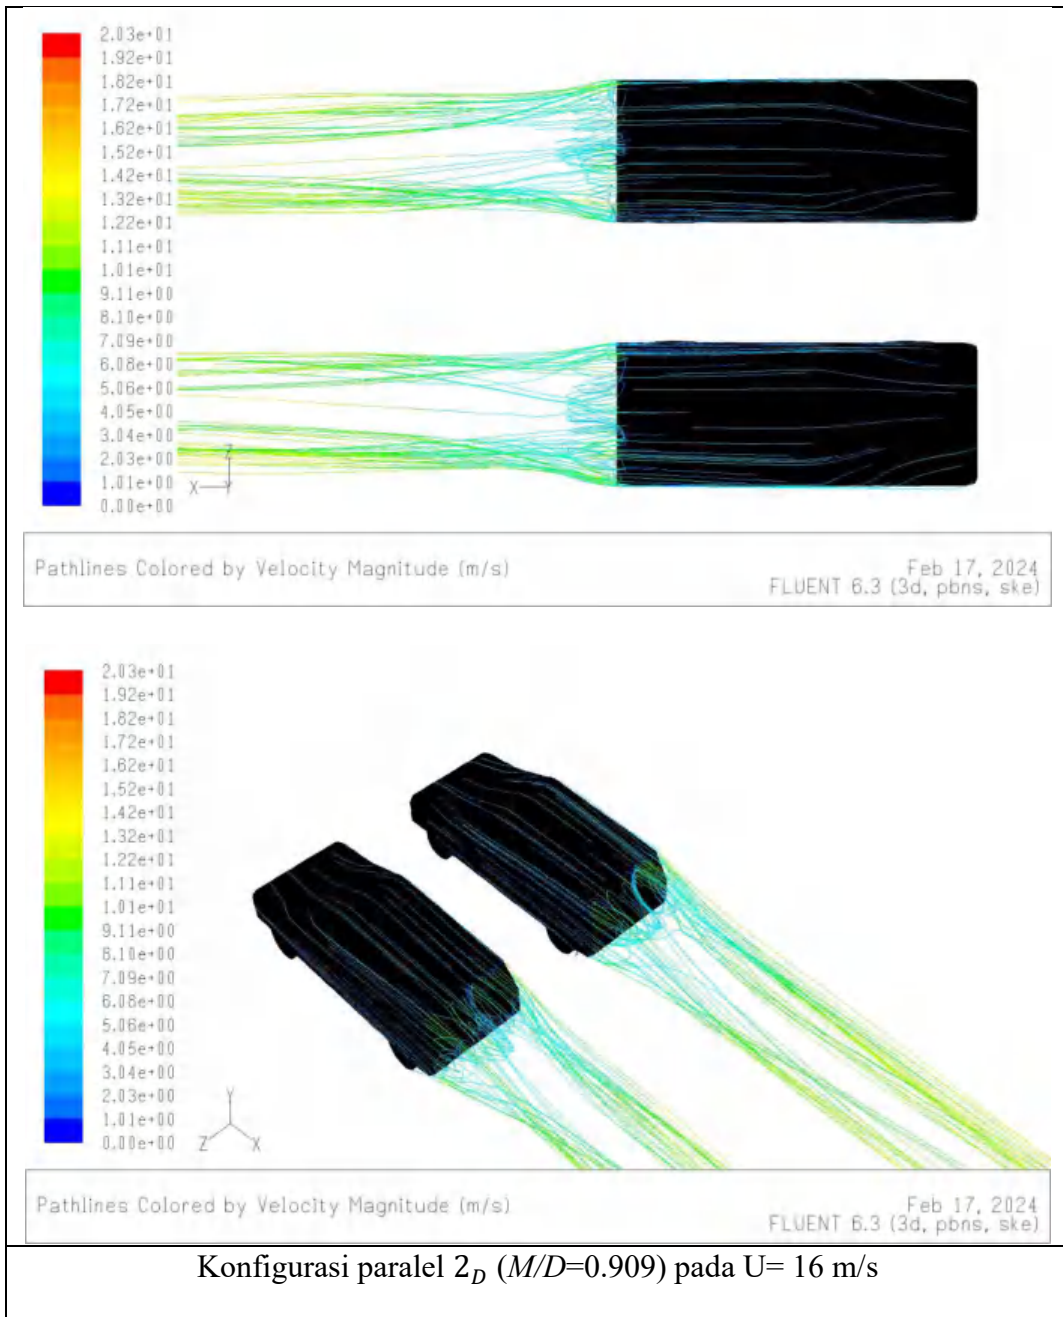 2.03e+01
1.92e+01
1.82e+01
1.72e+01
1.62e+01
1.52e+01
1.42e+01
1.32e+01
1.22e+01
1.11e+01
1.01e+01
9.11e+00
8.10e+00
7.09e+00
6.08e+00
5.06e+00
4.05e+00
3.04e+00
2.03e+00
1.01e+00
0.00e+00
Z
X
Y
Pathlines Colored by Velocity Magnitude (m/s)
Feb 17, 2024
FLUENT 6.3 (3d, pbns, ske)
2.03e+01
1.92e+01
1.82e+01
1.72e+01
1.62e+01
1.52e+01
1.42e+01
1.32e+01
1.22e+01
1.11e+01
1.01e+01
9.11e+00
8.10e+00
7.09e+00
6.08e+00
5.06e+00
4.05e+00
3.04e+00
2.03e+00
1.01e+00
0.00e+00
Y
Z
X
Pathlines Colored by Velocity Magnitude (m/s)
Feb 17, 2024
FLUENT 6.3 (3d, pbns, ske)
Konfigurasi paralel 2_D (M/D=0.909) pada U= 16 m/s